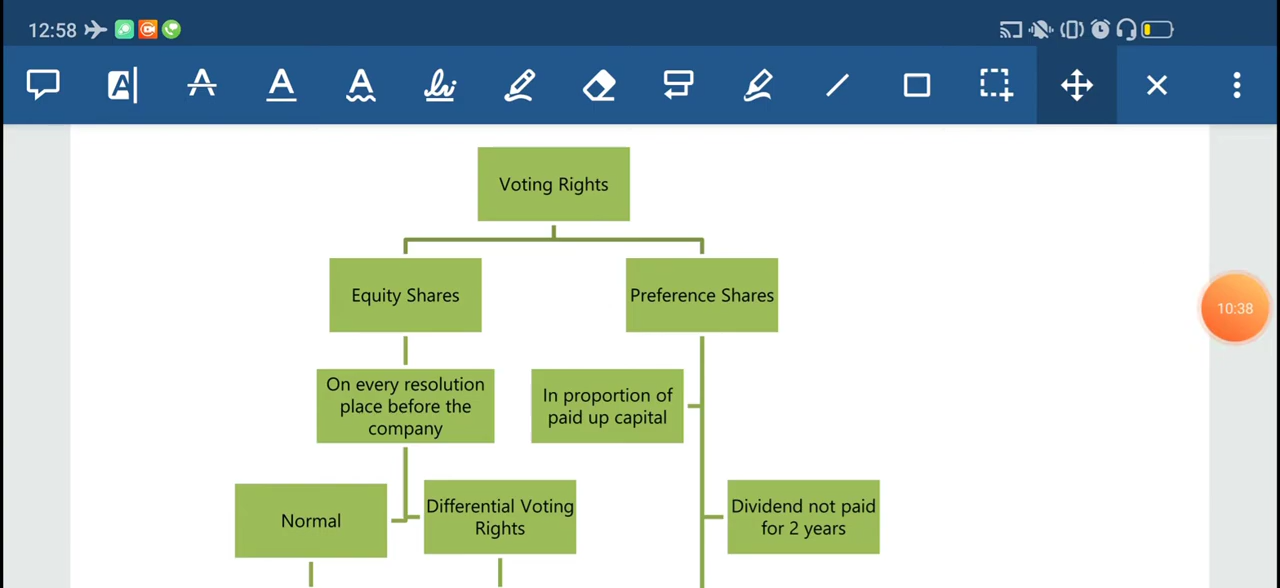 12:58
Voting Rights
Equity Shares
Preference Shares
10:38
On every resolution
place before the
company
In proportion of
paid up capital
Normal
Differential Voting
Rights
Dividend not paid
for 2 years